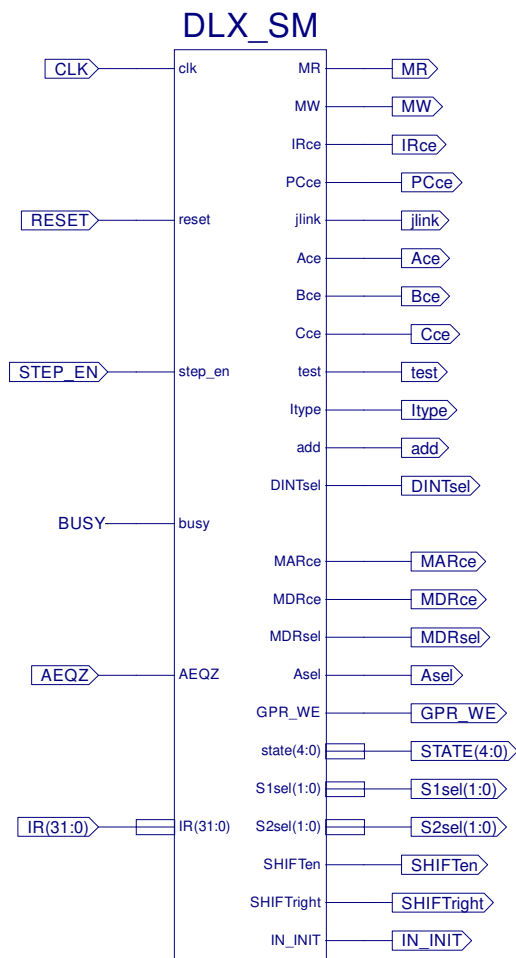 DLX_SM
CLK clk MR MR
MW MW
IRce IRce
PCce PCce
RESET reset jlink jlink
Ace Ace
Bce Bce
Cce Cce
STEP_EN step_en test test
Itype Itype
add add
DINTsel DINTsel
BUSY busy
MARce MARce
MDRce MDRce
MDRsel MDRsel
AEQZ AEQZ Asel Asel
GPR_WE GPR_WE
state(4:0) STATE(4:0)
S1sel(1:0) S1sel(1:0)
IR(31:0) IR(31:0) S2sel(1:0) S2sel(1:0)
SHIFTen SHIFTen
SHIFTright SHIFTright
IN_INIT IN_INIT